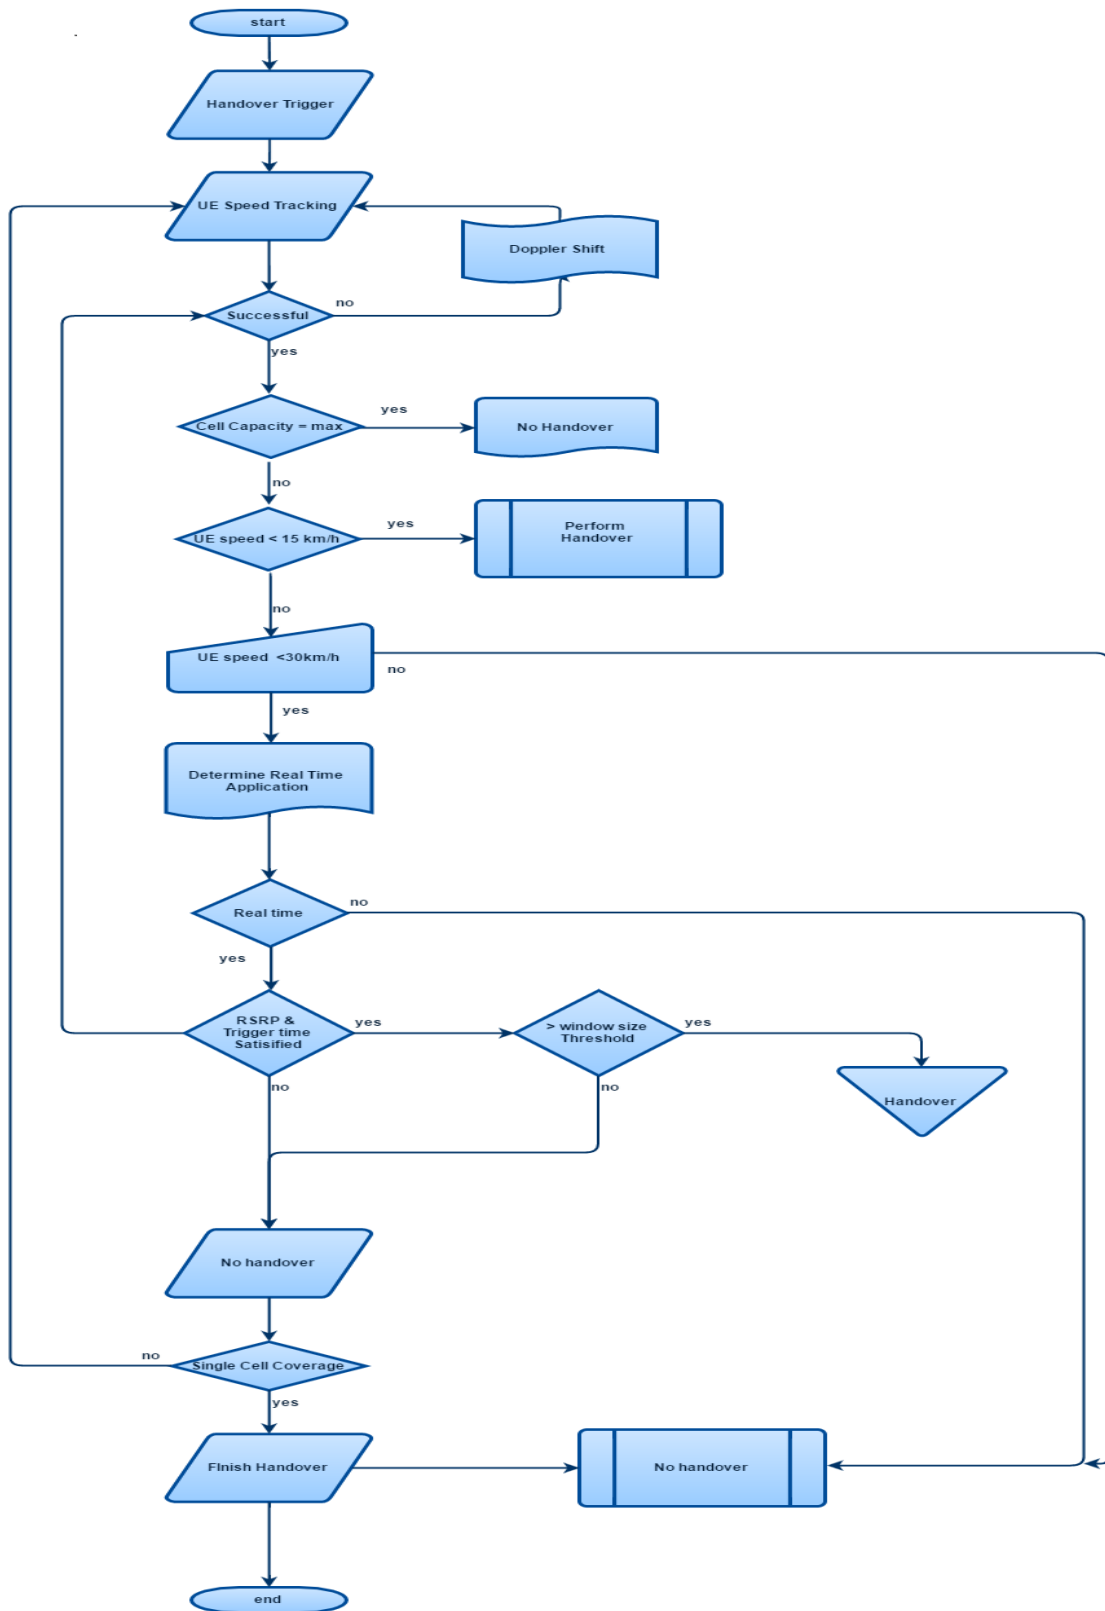 start
Handover Trigger
UE Speed Tracking
Doppler Shift
no
Successful
yes
yes
Cell Capacity = max
No Handover
no
yes
UE speed < 15 km/h
Perform
Handover
no
UE speed <30km/h
no
yes
Determine Real Time
Application
no
Real time
yes
RSRP &
Trigger time
Satisified
yes
> window size
Threshold
yes
no
no
Handover
No handover
no
Single Cell Coverage
yes
FInish Handover
No handover
end